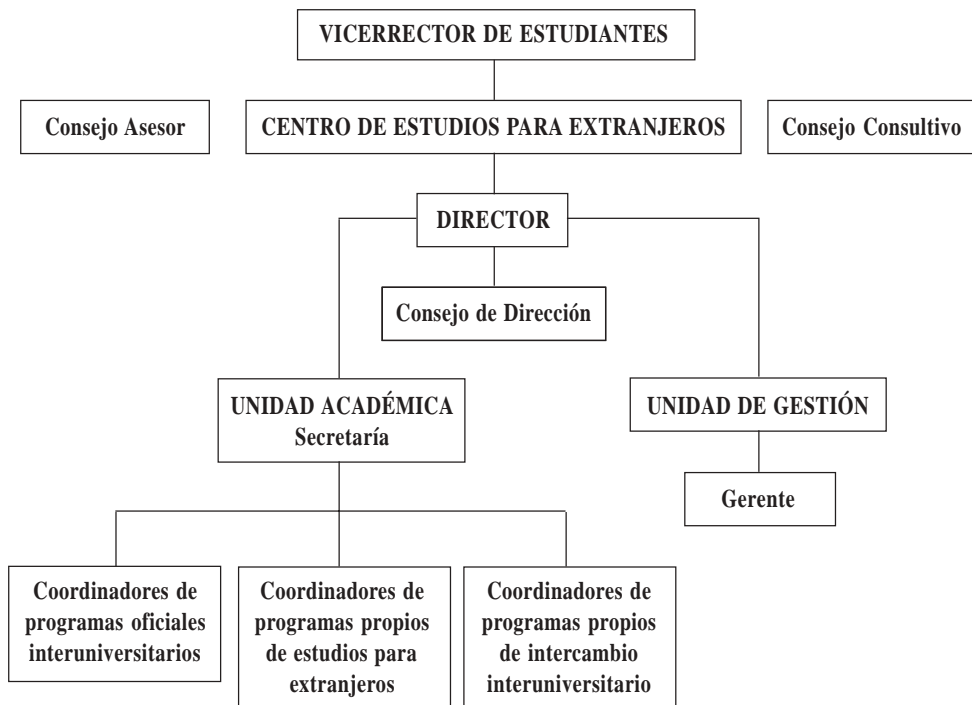 VICERRECTOR DE ESTUDIANTES
Consejo Asesor
CENTRO DE ESTUDIOS PARA EXTRANJEROS
Consejo Consultivo
DIRECTOR
Consejo de Dirección
UNIDAD ACADÉMICA
Secretaría
UNIDAD DE GESTIÓN
Gerente
Coordinadores de
programas oficiales
interuniversitarios
Coordinadores de
programas propios
de estudios para
extranjeros
Coordinadores de
programas propios
de intercambio
interuniversitario